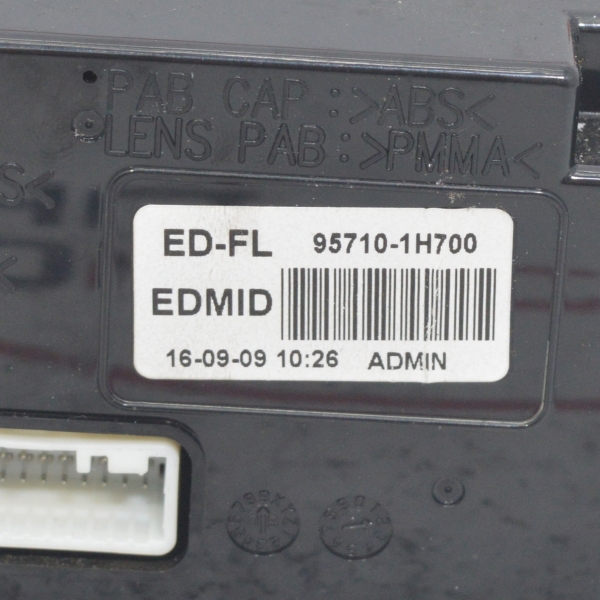 PAB CAP :>ABS<
LENS PAB:>PMMA<
S<
ED-FL 95710-1H700
EDMID
16-09-09 10:26 ADMIN